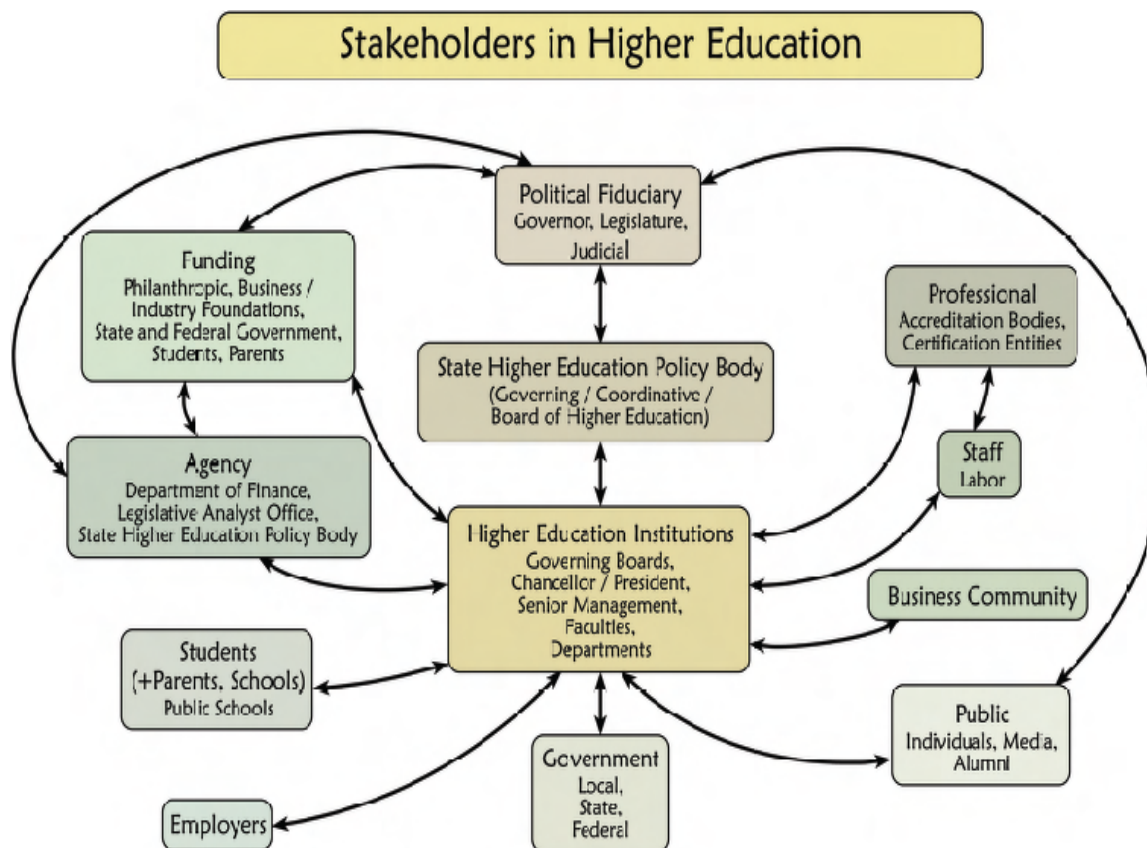 Stakeholders in Higher Education
Political Fiduciary
Governor, Legislature,
Judicial
Funding
Philanthropic, Business /
Industry Foundations,
State and Federal Government,
Students, Parents
Professional
Accreditation Bodies,
Certification Entities
State Higher Education Policy Body
(Governing / Coordinative /
Board of Higher Education)
Agency
Department of Finance,
Legislative Analyst Office,
State Higher Education Policy Body
Staff
Labor
Higher Education Institutions
Governing Boards,
Chancellor / President,
Senior Management,
Faculties,
Departments
Business Community
Students
(+Parents, Schools)
Public Schools
Public
Individuals, Media,
Alumni
Government
Local,
State,
Federal
Employers